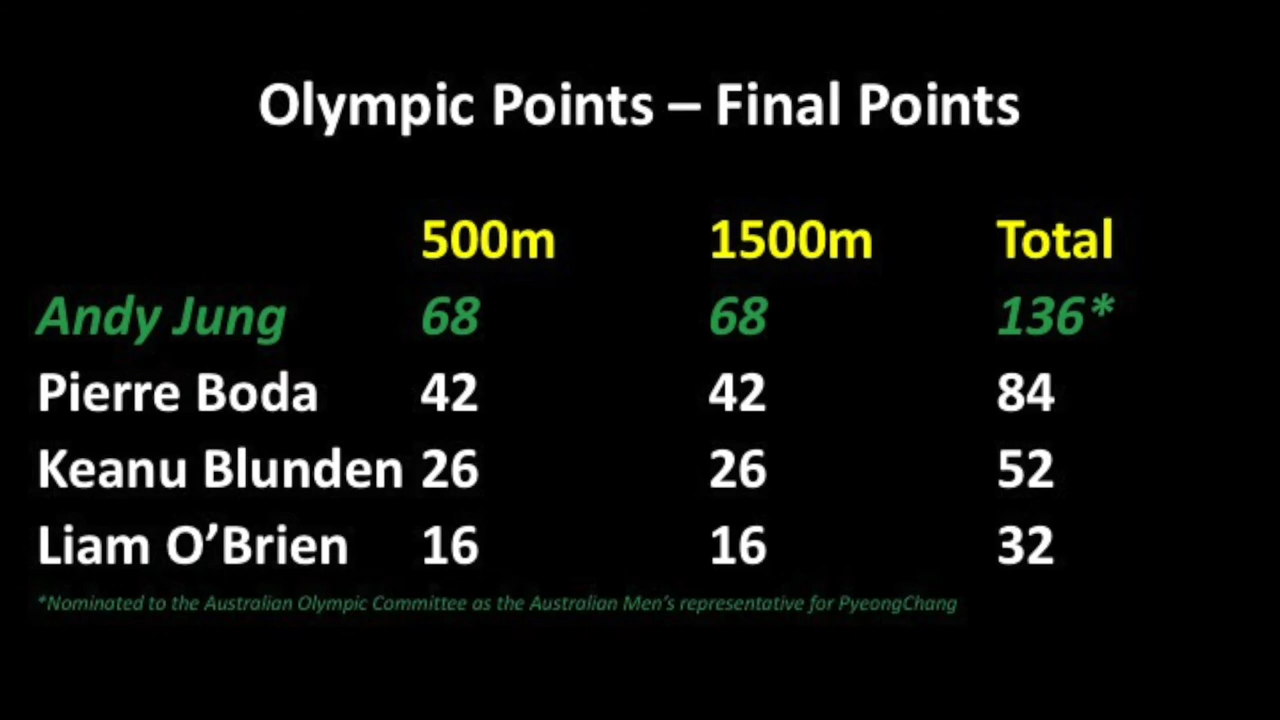 Olympic Points – Final Points
500m 1500m Total
Andy Jung 68 68 136*
Pierre Boda 42 42 84
Keanu Blunden 26 26 52
Liam O’Brien 16 16 32
*Nominated to the Australian Olympic Committee as the Australian Men’s representative for PyeongChang